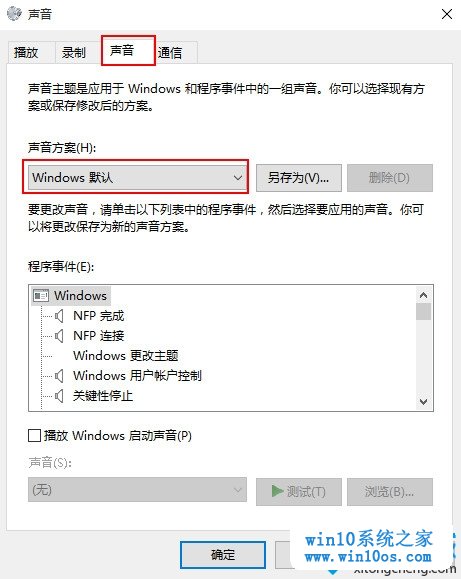 声音
播放 录制 声音 通信
声音主题是应用于 Windows 和程序事件中的一组声音。你可以选择现有方
案或保存修改后的方案。
声音方案(H):
Windows 默认 另存为(V)... 删除(D)
要更改声音，请单击以下列表中的程序事件，然后选择要应用的声音。你可
以将更改保存为新的声音方案。
程序事件(E):
Windows
NFP 完成
NFP 连接
Windows 更改主题
Windows 用户帐户控制
关键性停止
播放 Windows 启动声音(P)
声音(S):
(无) 测试(T) 浏览(B)...
确定
win10系统之家
www.win10os.com